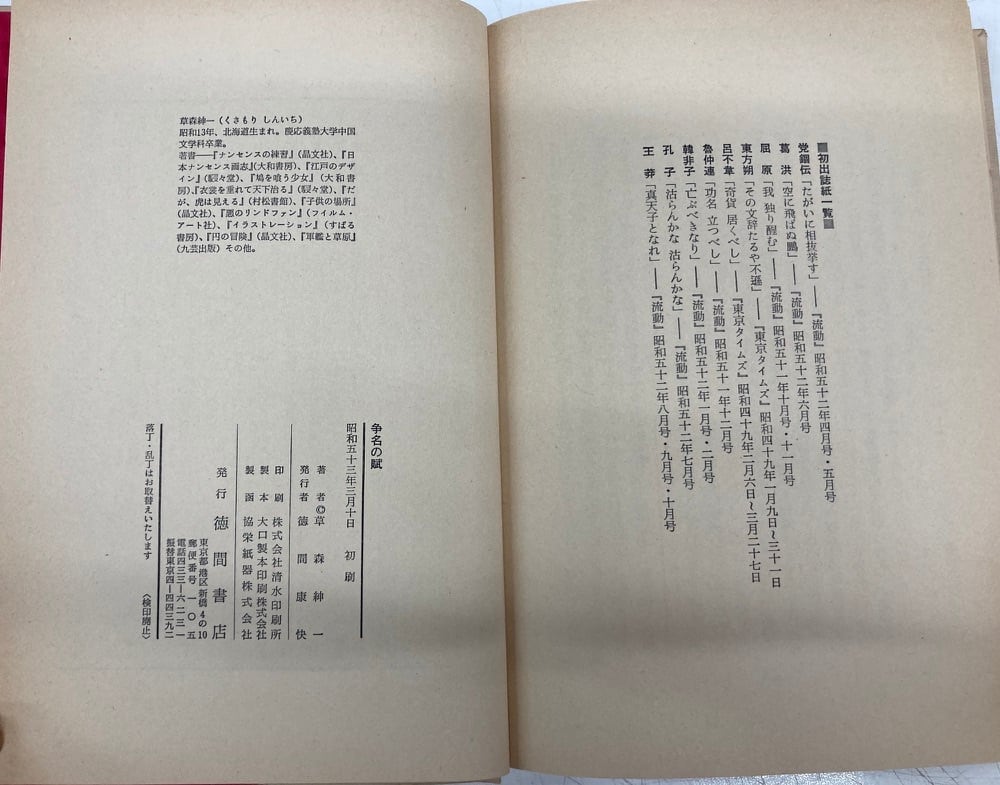 ■初出誌紙一覧■
党錮伝「たがいに相抜挙す」——『流動』昭和五十二年四月号・五月号
葛　洪「空に飛ばぬ鵬」——『流動』昭和五十二年六月号
屈　原「我 独り醒む」——『流動』昭和五十一年十月号・十一月号
東方朔「その文辞たるや不遜」——『東京タイムズ』昭和四十九年一月九日〜三十一日
呂不韋「奇貨 居くべし」——『東京タイムズ』昭和四十九年二月六日〜三月二十七日
魯仲連「功名 立つべし」——『流動』昭和五十一年十二月号
韓非子「亡ぶべきなり」——『流動』昭和五十二年一月号・二月号
孔　子「沽らんかな 沽らんかな」——『流動』昭和五十二年七月号
王　莽「真天子となれ」——『流動』昭和五十二年八月号・九月号・十月号
草森紳一（くさもり しんいち）
昭和13年、北海道生まれ。慶応義塾大学中国
文学科卒業。
著書—『ナンセンスの練習』(晶文社)、『日
本ナンセンス画志』(大和書房)、『江戸のデザ
イン』(駸々堂)、『鳩を喰う少女』(大和書
房)、『衣裳を重れて天下治る』(駸々堂)、『だ
が、虎は見える』(村松書館)、『子供の場所』
(晶文社)、『悪のリンドファン』(フイルム・
アート社)、『イラストレーション』(すばる
書房)、『円の冒険』(晶文社)、『軍艦と草原』
(九芸出版) その他。
争名の賦
昭和五十三年三月十日　初刷
著　者©草森紳一
発行者　徳間康快
印　刷　株式会社清水印刷所
製　本　大口製本印刷株式会社
製　函　協栄紙器株式会社
発行　徳間書店
東京都港区新橋4の10
郵便番号　一〇五
電話四三三—六二三一
振替東京四—四四三九二
落丁・乱丁はお取替えいたします　〈検印廃止〉